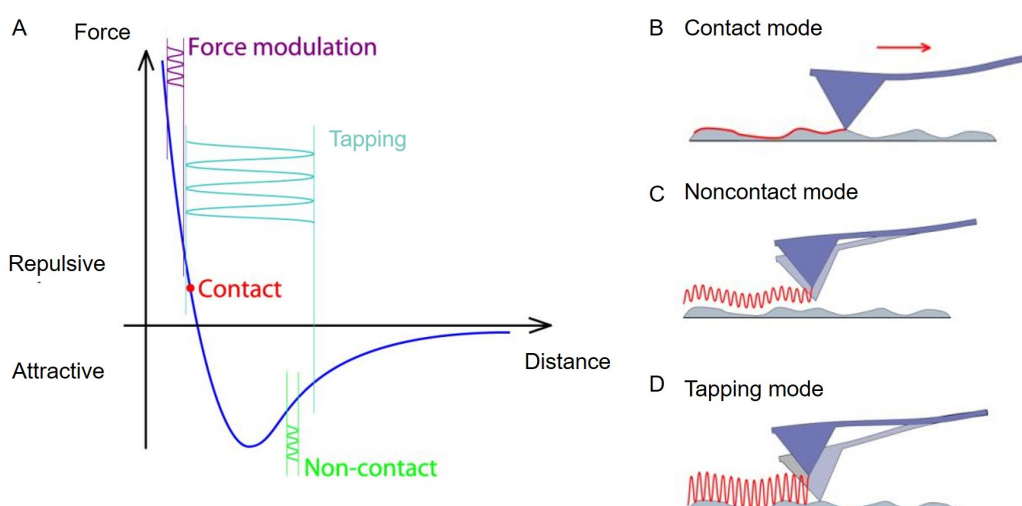 A
Force
Force modulation
Tapping
Repulsive
Contact
Attractive
Distance
Non-contact
B Contact mode
C Noncontact mode
D Tapping mode